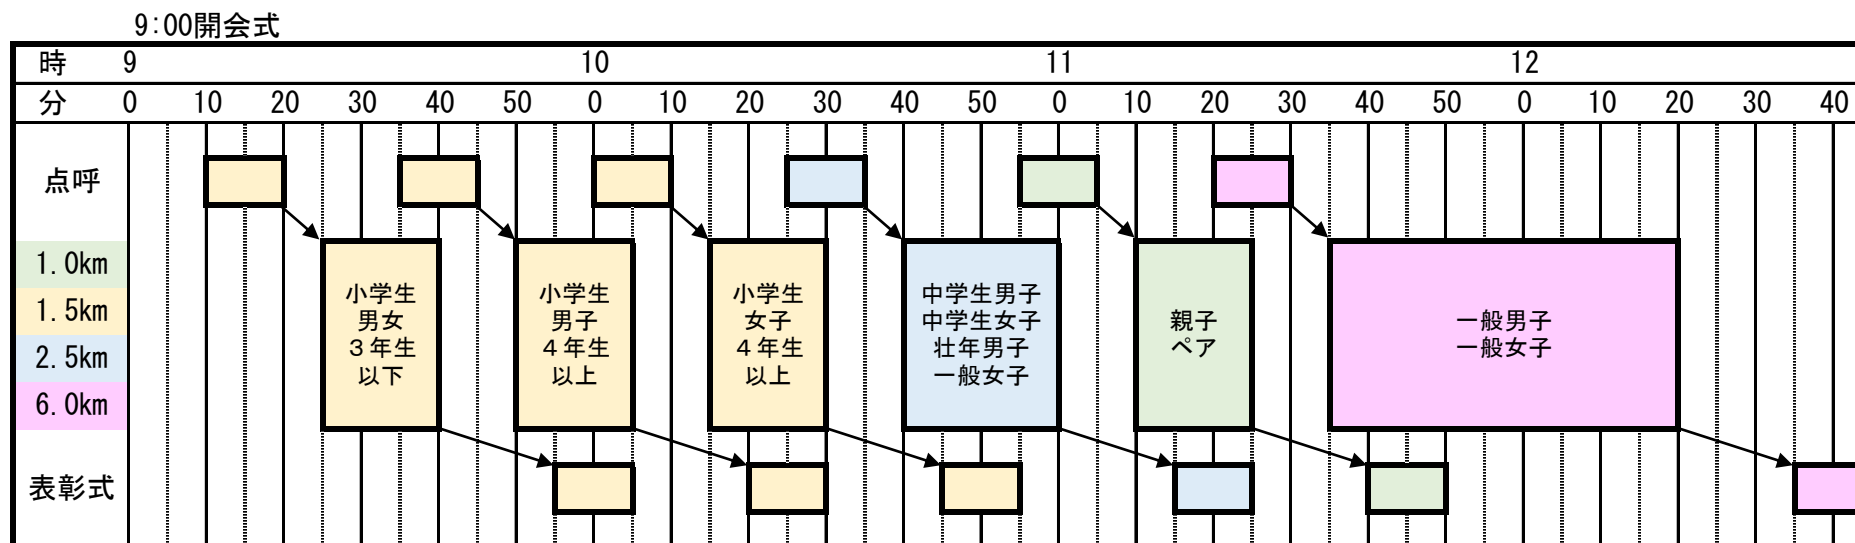 9:00開会式
時 9 10 11 12
分 0 10 20 30 40 50 0 10 20 30 40 50 0 10 20 30 40 50 0 10 20 30 40
点呼
1.0km
1.5km
2.5km
6.0km
小学生
男女
３年生
以下
小学生
男子
４年生
以上
小学生
女子
４年生
以上
中学生男子
中学生女子
壮年男子
一般女子
親子
ペア
一般男子
一般女子
表彰式